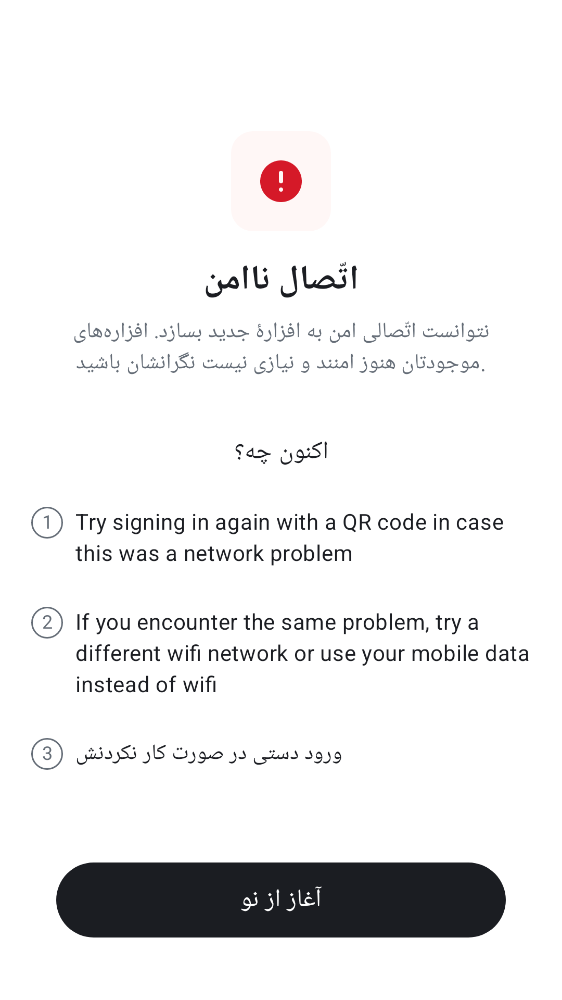 اتّصال ناامن
نتوانست اتّصالی امن به افزارهٔ جدید بسازد. افزاره‌های
موجودتان هنوز امنند و نیازی نیست نگرانشان باشید.
اکنون چه؟
1 Try signing in again with a QR code in case
this was a network problem
2 If you encounter the same problem, try a
different wifi network or use your mobile data
instead of wifi
3 ورود دستی در صورت کار نکردنش
آغاز از نو